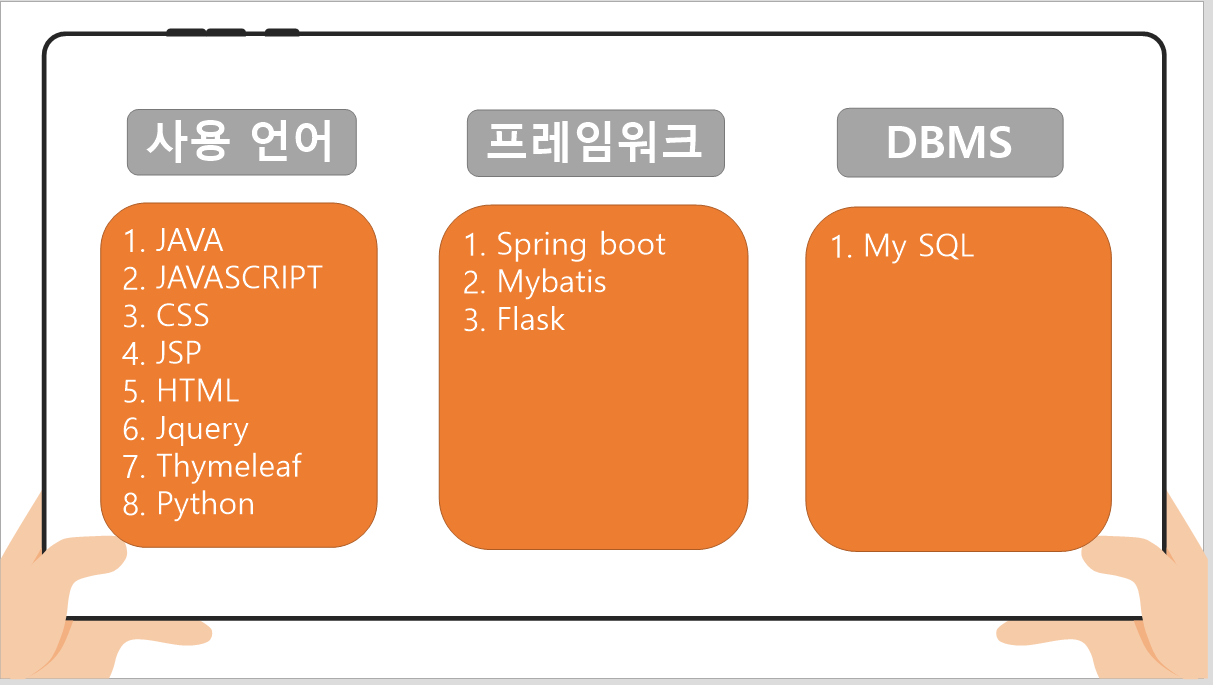 사용 언어
1. JAVA
2. JAVASCRIPT
3. CSS
4. JSP
5. HTML
6. Jquery
7. Thymeleaf
8. Python
프레임워크
1. Spring boot
2. Mybatis
3. Flask
DBMS
1. My SQL